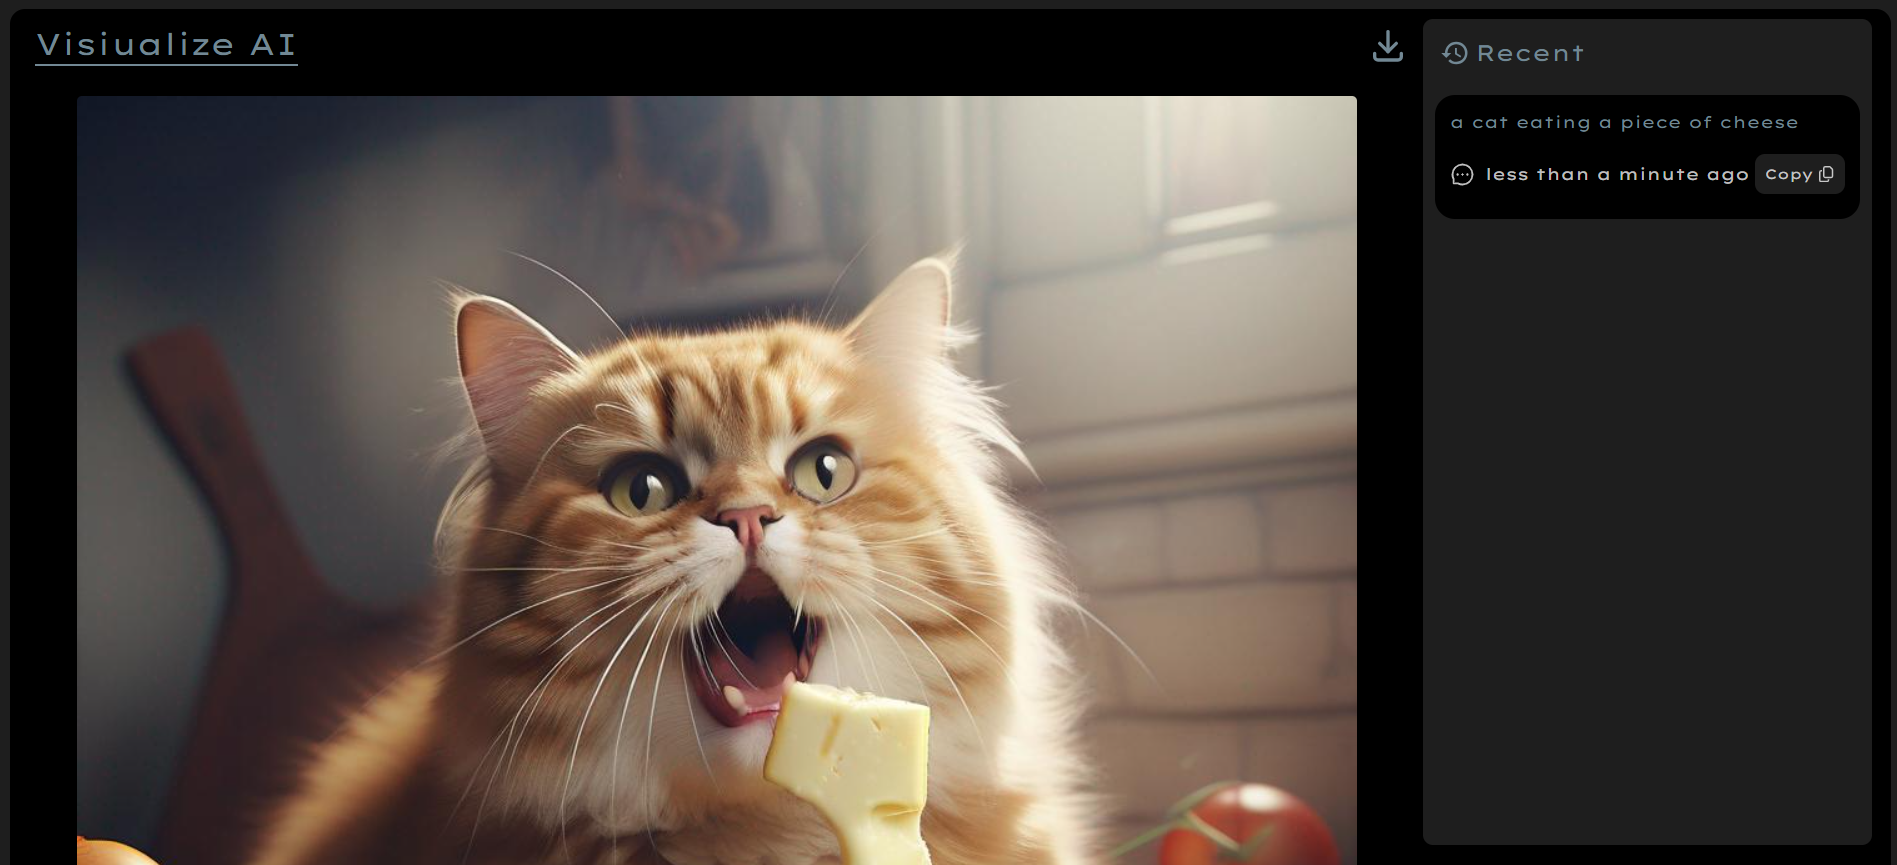 Visiualize AI
Recent
a cat eating a piece of cheese
less than a minute ago
Copy